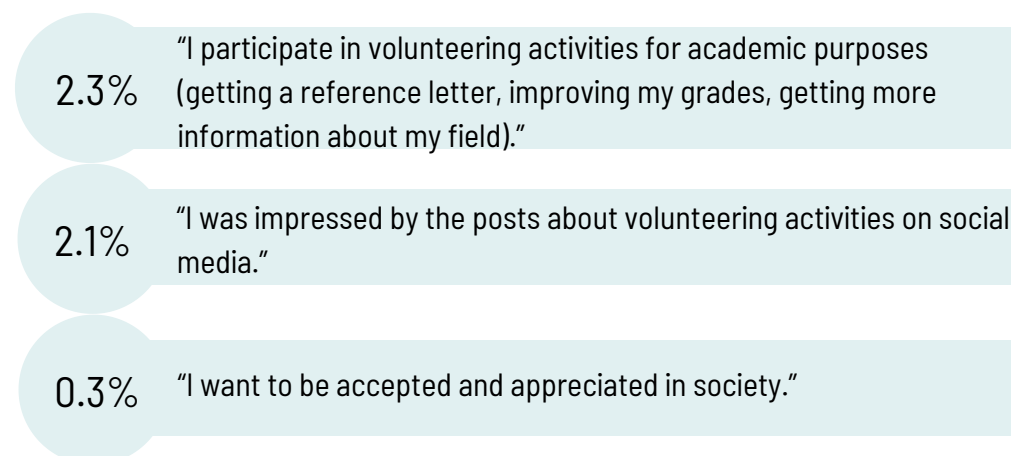 2.3%
“I participate in volunteering activities for academic purposes
(getting a reference letter, improving my grades, getting more
information about my field).”
2.1%
“I was impressed by the posts about volunteering activities on social
media.”
0.3%
“I want to be accepted and appreciated in society.”